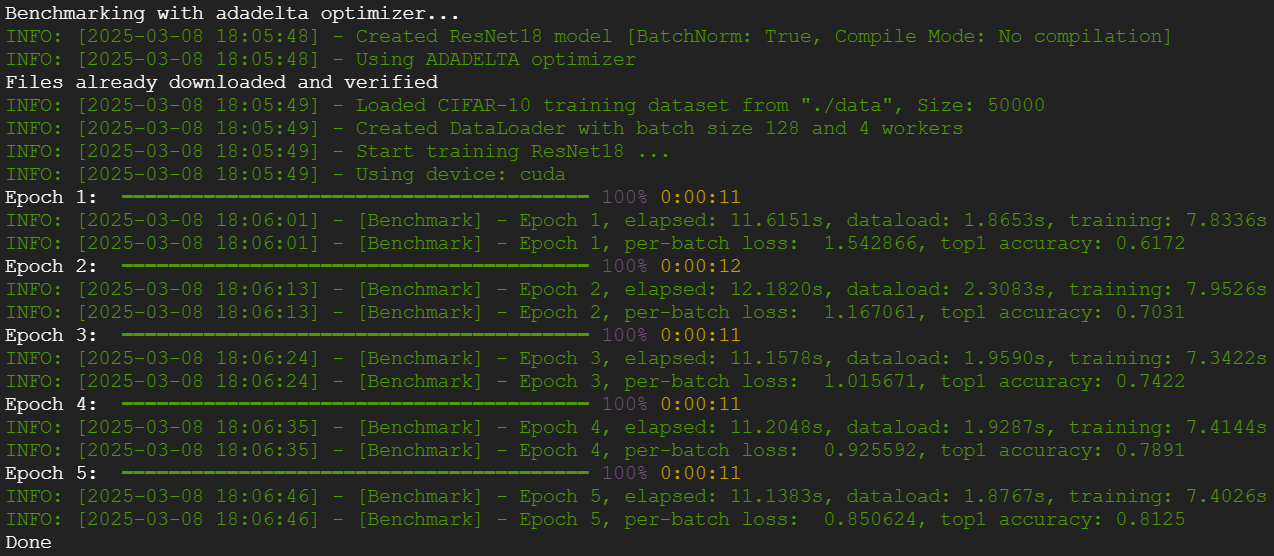 Benchmarking with adadelta optimizer...
INFO: [2025-03-08 18:05:48] - Created ResNet18 model [BatchNorm: True, Compile Mode: No compilation]
INFO: [2025-03-08 18:05:48] - Using ADADELTA optimizer
Files already downloaded and verified
INFO: [2025-03-08 18:05:49] - Loaded CIFAR-10 training dataset from "./data", Size: 50000
INFO: [2025-03-08 18:05:49] - Created DataLoader with batch size 128 and 4 workers
INFO: [2025-03-08 18:05:49] - Start training ResNet18 ...
INFO: [2025-03-08 18:05:49] - Using device: cuda
Epoch 1: 100% 0:00:11
INFO: [2025-03-08 18:06:01] - [Benchmark] - Epoch 1, elapsed: 11.6151s, dataload: 1.8653s, training: 7.8336s
INFO: [2025-03-08 18:06:01] - [Benchmark] - Epoch 1, per-batch loss:  1.542866, top1 accuracy: 0.6172
Epoch 2: 100% 0:00:12
INFO: [2025-03-08 18:06:13] - [Benchmark] - Epoch 2, elapsed: 12.1820s, dataload: 2.3083s, training: 7.9526s
INFO: [2025-03-08 18:06:13] - [Benchmark] - Epoch 2, per-batch loss:  1.167061, top1 accuracy: 0.7031
Epoch 3: 100% 0:00:11
INFO: [2025-03-08 18:06:24] - [Benchmark] - Epoch 3, elapsed: 11.1578s, dataload: 1.9590s, training: 7.3422s
INFO: [2025-03-08 18:06:24] - [Benchmark] - Epoch 3, per-batch loss:  1.015671, top1 accuracy: 0.7422
Epoch 4: 100% 0:00:11
INFO: [2025-03-08 18:06:35] - [Benchmark] - Epoch 4, elapsed: 11.2048s, dataload: 1.9287s, training: 7.4144s
INFO: [2025-03-08 18:06:35] - [Benchmark] - Epoch 4, per-batch loss:  0.925592, top1 accuracy: 0.7891
Epoch 5: 100% 0:00:11
INFO: [2025-03-08 18:06:46] - [Benchmark] - Epoch 5, elapsed: 11.1383s, dataload: 1.8767s, training: 7.4026s
INFO: [2025-03-08 18:06:46] - [Benchmark] - Epoch 5, per-batch loss:  0.850624, top1 accuracy: 0.8125
Done